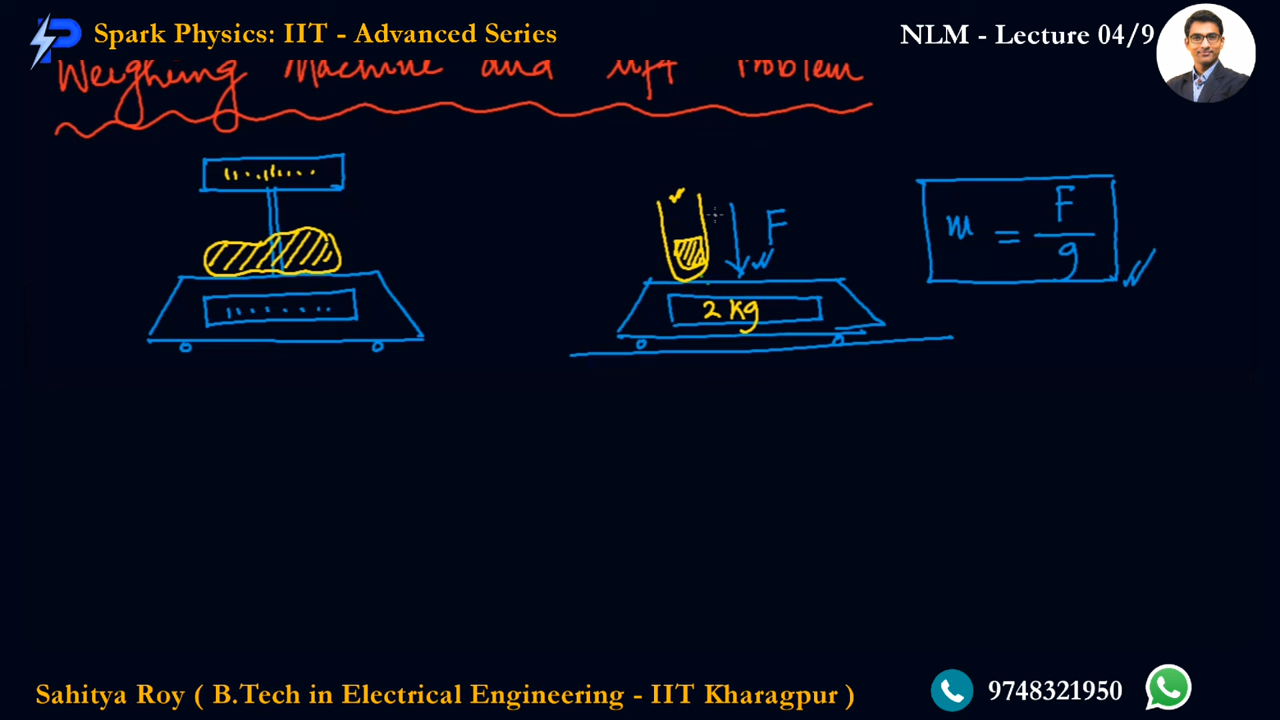 Spark Physics: IIT - Advanced Series
NLM - Lecture 04/9
Weighing Machine and lift Problem
F
m = F/g
2 Kg
Sahitya Roy ( B.Tech in Electrical Engineering - IIT Kharagpur )
9748321950